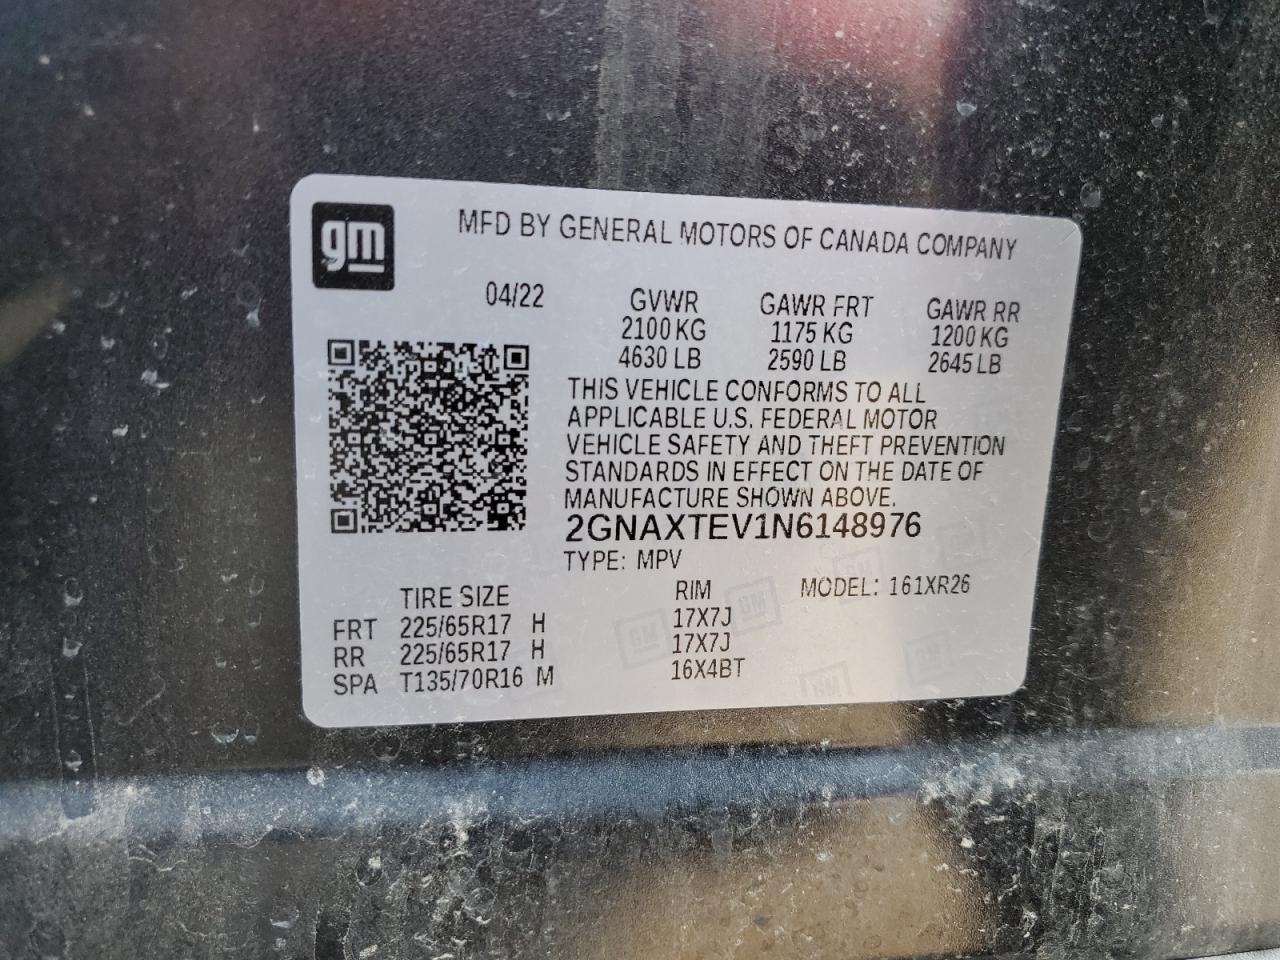 gm
MFD BY GENERAL MOTORS OF CANADA COMPANY
04/22 GVWR GAWR FRT GAWR RR
2100 KG 1175 KG 1200 KG
4630 LB 2590 LB 2645 LB
THIS VEHICLE CONFORMS TO ALL
APPLICABLE U.S. FEDERAL MOTOR
VEHICLE SAFETY AND THEFT PREVENTION
STANDARDS IN EFFECT ON THE DATE OF
MANUFACTURE SHOWN ABOVE.
2GNAXTEV1N6148976
TYPE: MPV
TIRE SIZE RIM MODEL: 161XR26
FRT 225/65R17 H 17X7J
RR 225/65R17 H 17X7J
SPA T135/70R16 M 16X4BT
GM GM GM